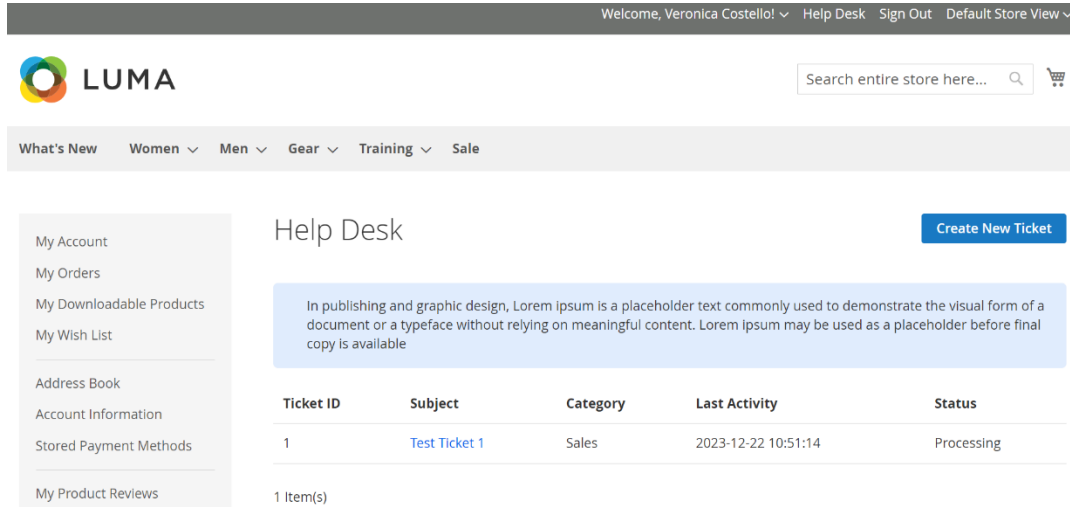 Welcome, Veronica Costello! Help Desk Sign Out Default Store View
LUMA
Search entire store here...
What's New Women Men Gear Training Sale
My Account
My Orders
My Downloadable Products
My Wish List
Address Book
Account Information
Stored Payment Methods
My Product Reviews
Help Desk
Create New Ticket
In publishing and graphic design, Lorem ipsum is a placeholder text commonly used to demonstrate the visual form of a
document or a typeface without relying on meaningful content. Lorem ipsum may be used as a placeholder before final
copy is available
Ticket ID Subject Category Last Activity Status
1 Test Ticket 1 Sales 2023-12-22 10:51:14 Processing
1 Item(s)